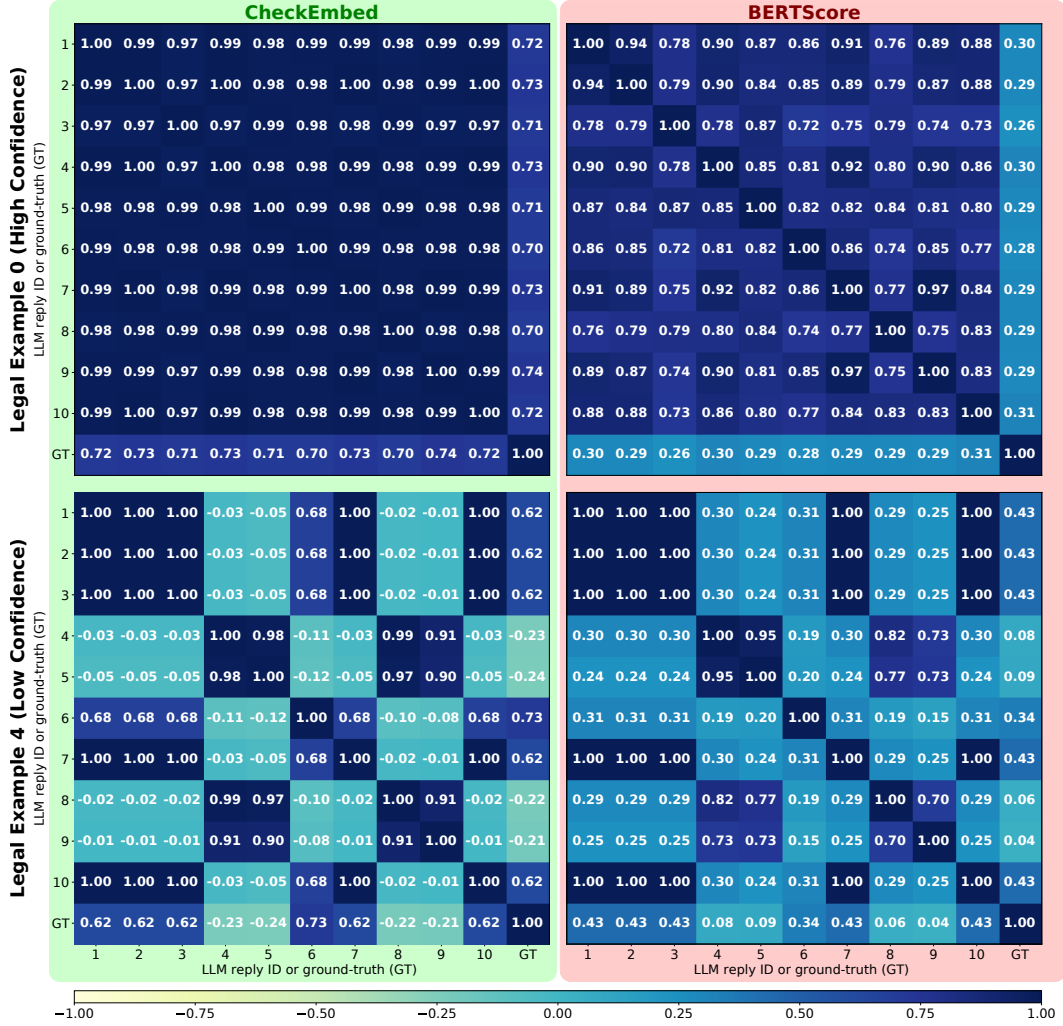 CheckEmbed BERTScore
Legal Example 0 (High Confidence)
LLM reply ID or ground-truth (GT)
1 1.00 0.99 0.97 0.99 0.98 0.99 0.99 0.98 0.99 0.99 0.72 1.00 0.94 0.78 0.90 0.87 0.86 0.91 0.76 0.89 0.88 0.30
2 0.99 1.00 0.97 1.00 0.98 0.98 1.00 0.98 0.99 1.00 0.73 0.94 1.00 0.79 0.90 0.84 0.85 0.89 0.79 0.87 0.88 0.29
3 0.97 0.97 1.00 0.97 0.99 0.98 0.98 0.99 0.97 0.97 0.71 0.78 0.79 1.00 0.78 0.87 0.72 0.75 0.79 0.74 0.73 0.26
4 0.99 1.00 0.97 1.00 0.98 0.98 0.99 0.98 0.99 0.99 0.73 0.90 0.90 0.78 1.00 0.85 0.81 0.92 0.80 0.90 0.86 0.30
5 0.98 0.98 0.99 0.98 1.00 0.99 0.98 0.99 0.98 0.98 0.71 0.87 0.84 0.87 0.85 1.00 0.82 0.82 0.84 0.81 0.80 0.29
6 0.99 0.98 0.98 0.98 0.99 1.00 0.99 0.98 0.98 0.98 0.70 0.86 0.85 0.72 0.81 0.82 1.00 0.86 0.74 0.85 0.77 0.28
7 0.99 1.00 0.98 0.99 0.98 0.99 1.00 0.98 0.99 0.99 0.73 0.91 0.89 0.75 0.92 0.82 0.86 1.00 0.77 0.97 0.84 0.29
8 0.98 0.98 0.99 0.98 0.99 0.98 0.98 1.00 0.98 0.98 0.70 0.76 0.79 0.79 0.80 0.84 0.74 0.77 1.00 0.75 0.83 0.29
9 0.99 0.99 0.97 0.99 0.98 0.98 0.99 0.98 1.00 0.99 0.74 0.89 0.87 0.74 0.90 0.81 0.85 0.97 0.75 1.00 0.83 0.29
10 0.99 1.00 0.97 0.99 0.98 0.98 0.99 0.98 0.99 1.00 0.72 0.88 0.88 0.73 0.86 0.80 0.77 0.84 0.83 0.83 1.00 0.31
GT 0.72 0.73 0.71 0.73 0.71 0.70 0.73 0.70 0.74 0.72 1.00 0.30 0.29 0.26 0.30 0.29 0.28 0.29 0.29 0.29 0.31 1.00
Legal Example 4 (Low Confidence)
LLM reply ID or ground-truth (GT)
1 1.00 1.00 1.00 -0.03 -0.05 0.68 1.00 -0.02 -0.01 1.00 0.62 1.00 1.00 1.00 0.30 0.24 0.31 1.00 0.29 0.25 1.00 0.43
2 1.00 1.00 1.00 -0.03 -0.05 0.68 1.00 -0.02 -0.01 1.00 0.62 1.00 1.00 1.00 0.30 0.24 0.31 1.00 0.29 0.25 1.00 0.43
3 1.00 1.00 1.00 -0.03 -0.05 0.68 1.00 -0.02 -0.01 1.00 0.62 1.00 1.00 1.00 0.30 0.24 0.31 1.00 0.29 0.25 1.00 0.43
4 -0.03 -0.03 -0.03 1.00 0.98 -0.11 -0.03 0.99 0.91 -0.03 -0.23 0.30 0.30 0.30 1.00 0.95 0.19 0.30 0.82 0.73 0.30 0.08
5 -0.05 -0.05 -0.05 0.98 1.00 -0.12 -0.05 0.97 0.90 -0.05 -0.24 0.24 0.24 0.24 0.95 1.00 0.20 0.24 0.77 0.73 0.24 0.09
6 0.68 0.68 0.68 -0.11 -0.12 1.00 0.68 -0.10 -0.08 0.68 0.73 0.31 0.31 0.31 0.19 0.20 1.00 0.31 0.19 0.15 0.31 0.34
7 1.00 1.00 1.00 -0.03 -0.05 0.68 1.00 -0.02 -0.01 1.00 0.62 1.00 1.00 1.00 0.30 0.24 0.31 1.00 0.29 0.25 1.00 0.43
8 -0.02 -0.02 -0.02 0.99 0.97 -0.10 -0.02 1.00 0.91 -0.02 -0.22 0.29 0.29 0.29 0.82 0.77 0.19 0.29 1.00 0.70 0.29 0.06
9 -0.01 -0.01 -0.01 0.91 0.90 -0.08 -0.01 0.91 1.00 -0.01 -0.21 0.25 0.25 0.25 0.73 0.73 0.15 0.25 0.70 1.00 0.25 0.04
10 1.00 1.00 1.00 -0.03 -0.05 0.68 1.00 -0.02 -0.01 1.00 0.62 1.00 1.00 1.00 0.30 0.24 0.31 1.00 0.29 0.25 1.00 0.43
GT 0.62 0.62 0.62 -0.23 -0.24 0.73 0.62 -0.22 -0.21 0.62 1.00 0.43 0.43 0.43 0.08 0.09 0.34 0.43 0.06 0.04 0.43 1.00
1 2 3 4 5 6 7 8 9 10 GT 1 2 3 4 5 6 7 8 9 10 GT
LLM reply ID or ground-truth (GT) LLM reply ID or ground-truth (GT)
−1.00 −0.75 −0.50 −0.25 0.00 0.25 0.50 0.75 1.00